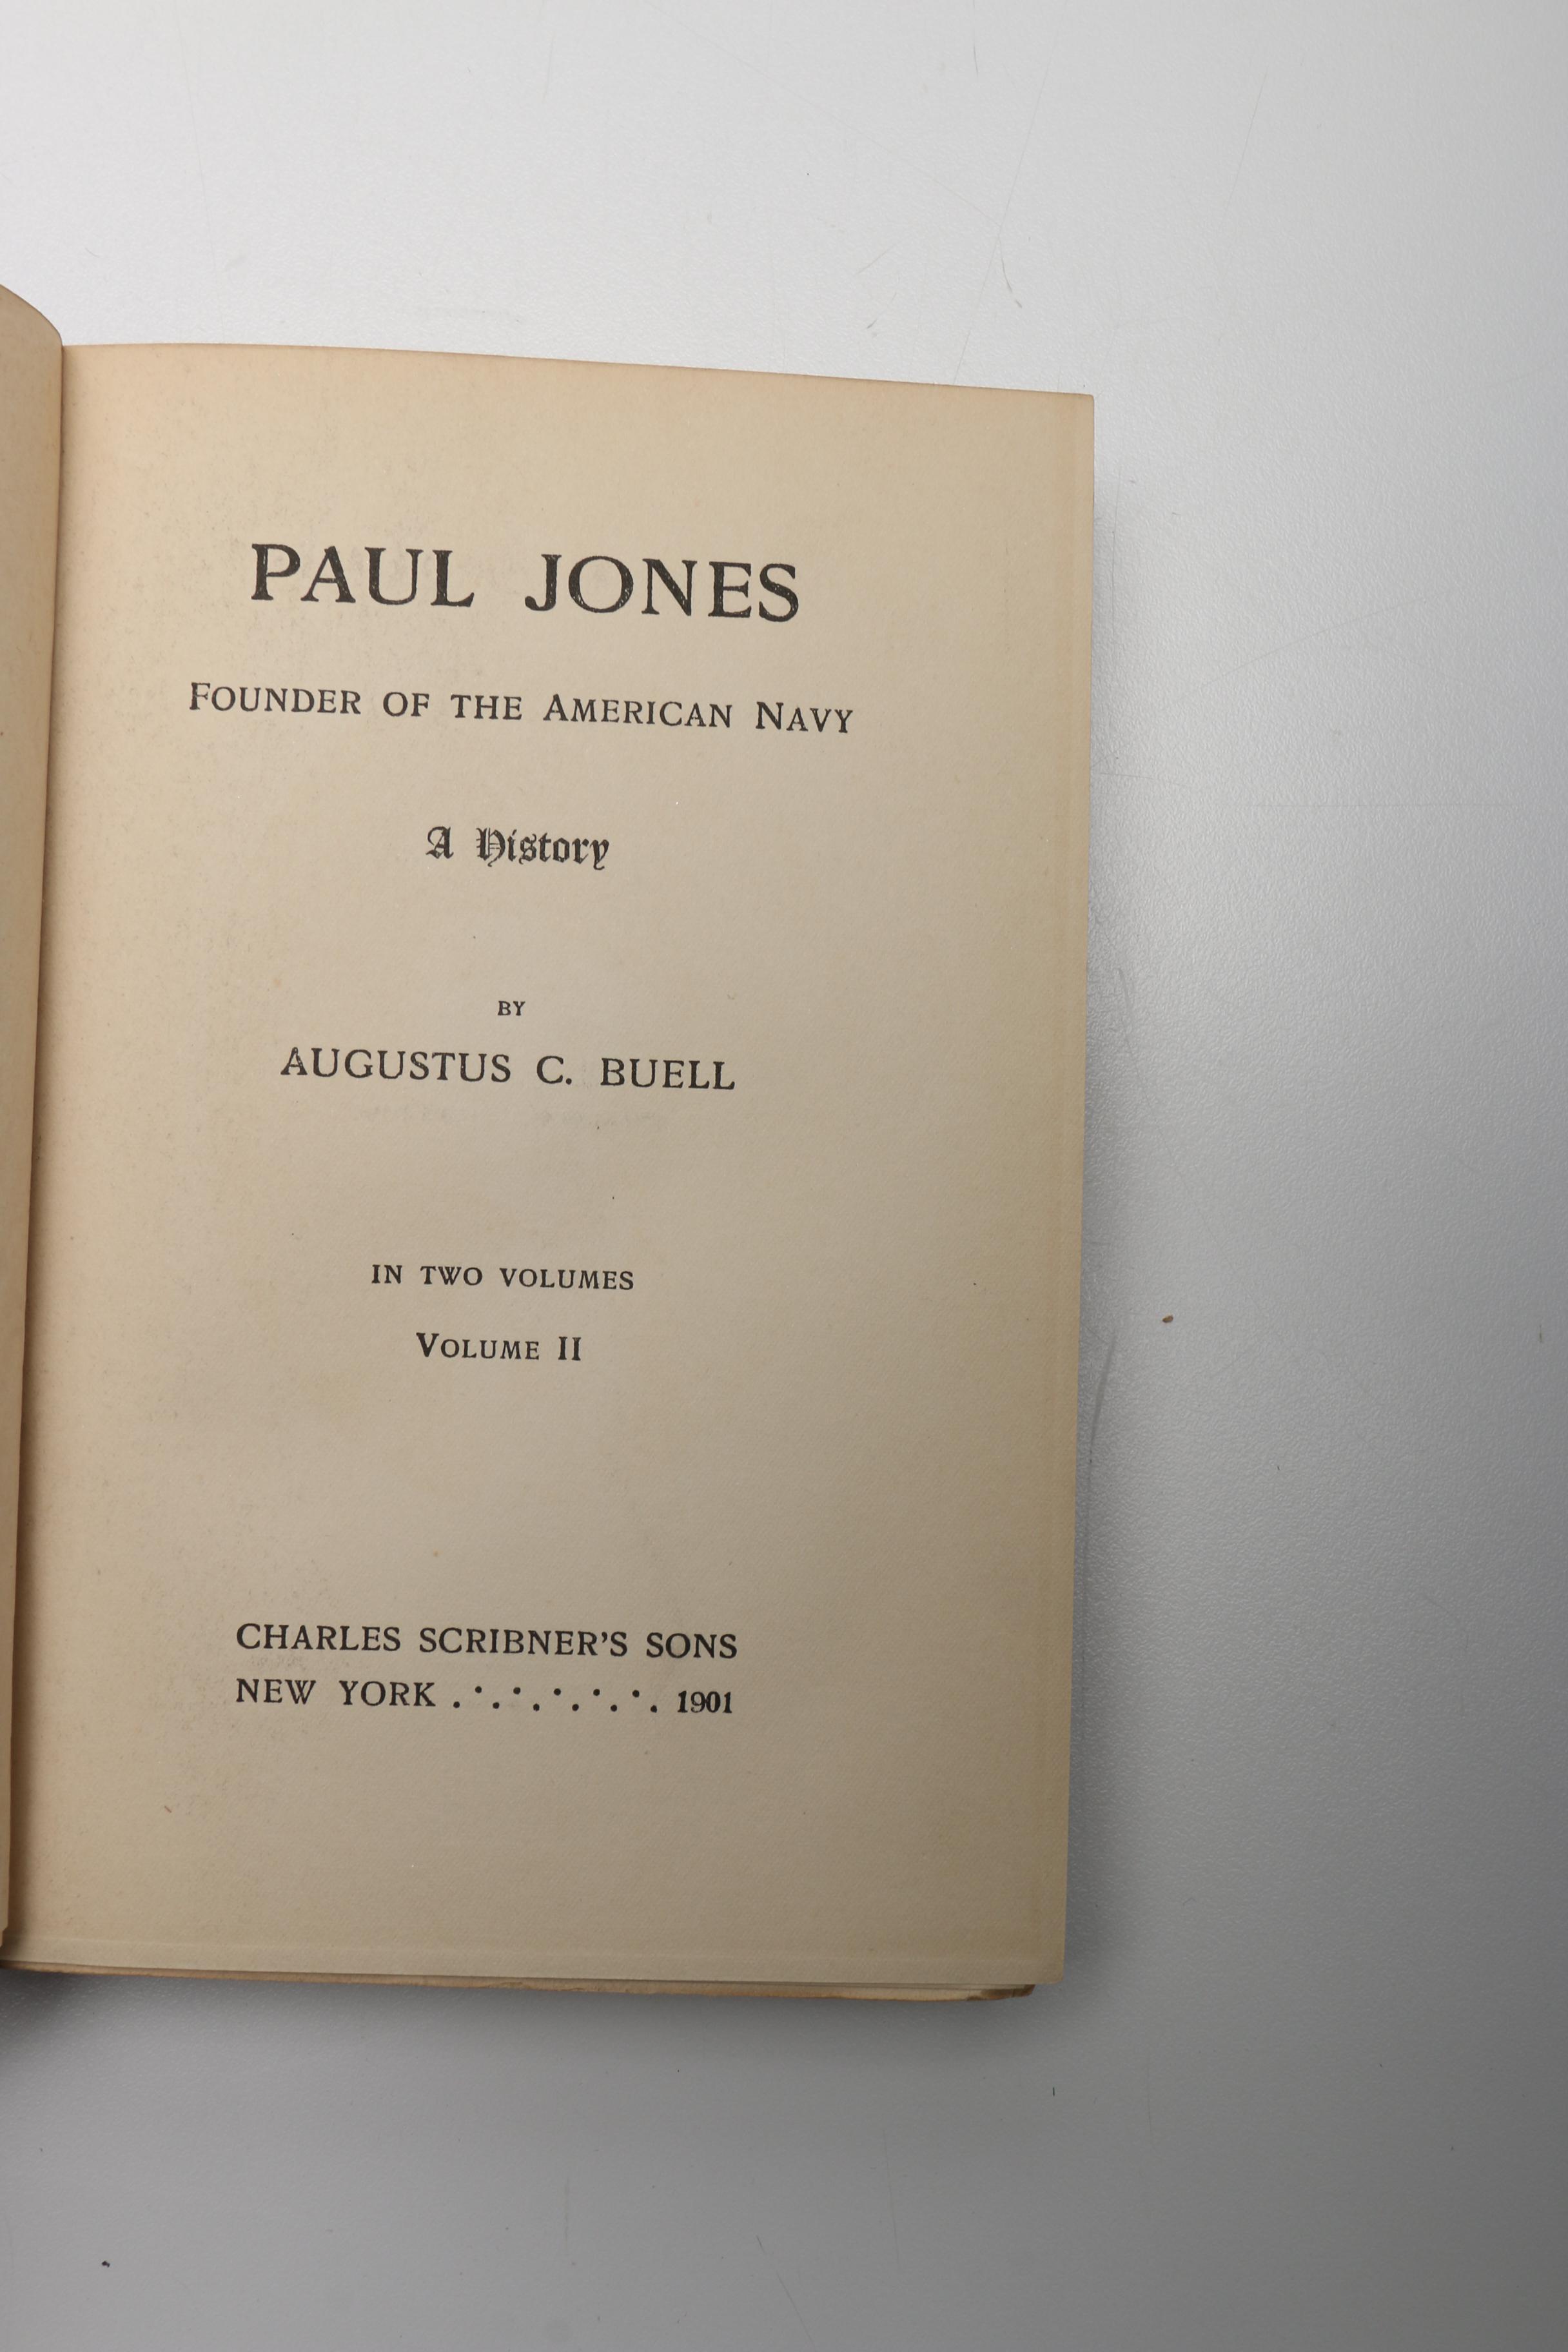 PAUL JONES
FOUNDER OF THE AMERICAN NAVY
A History
BY
AUGUSTUS C. BUELL
IN TWO VOLUMES
VOLUME II
CHARLES SCRIBNER'S SONS
NEW YORK . · . · . · . · . · . 1901